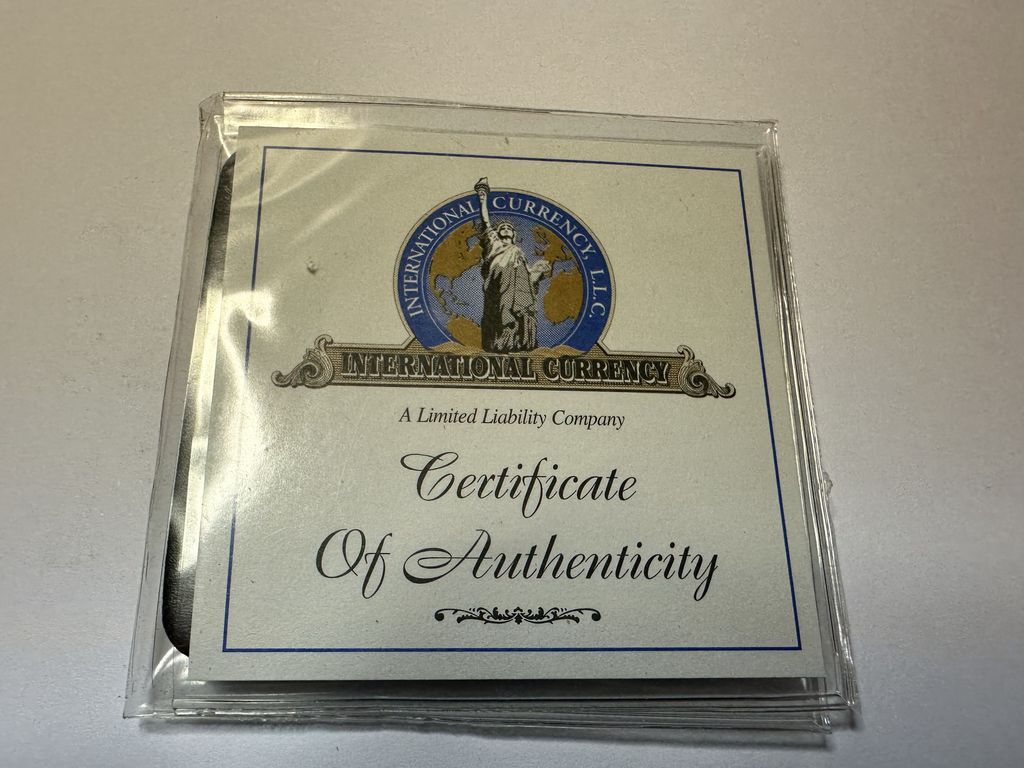 INTERNATIONAL CURRENCY, L.L.C.
INTERNATIONAL CURRENCY
A Limited Liability Company
Certificate
Of Authenticity